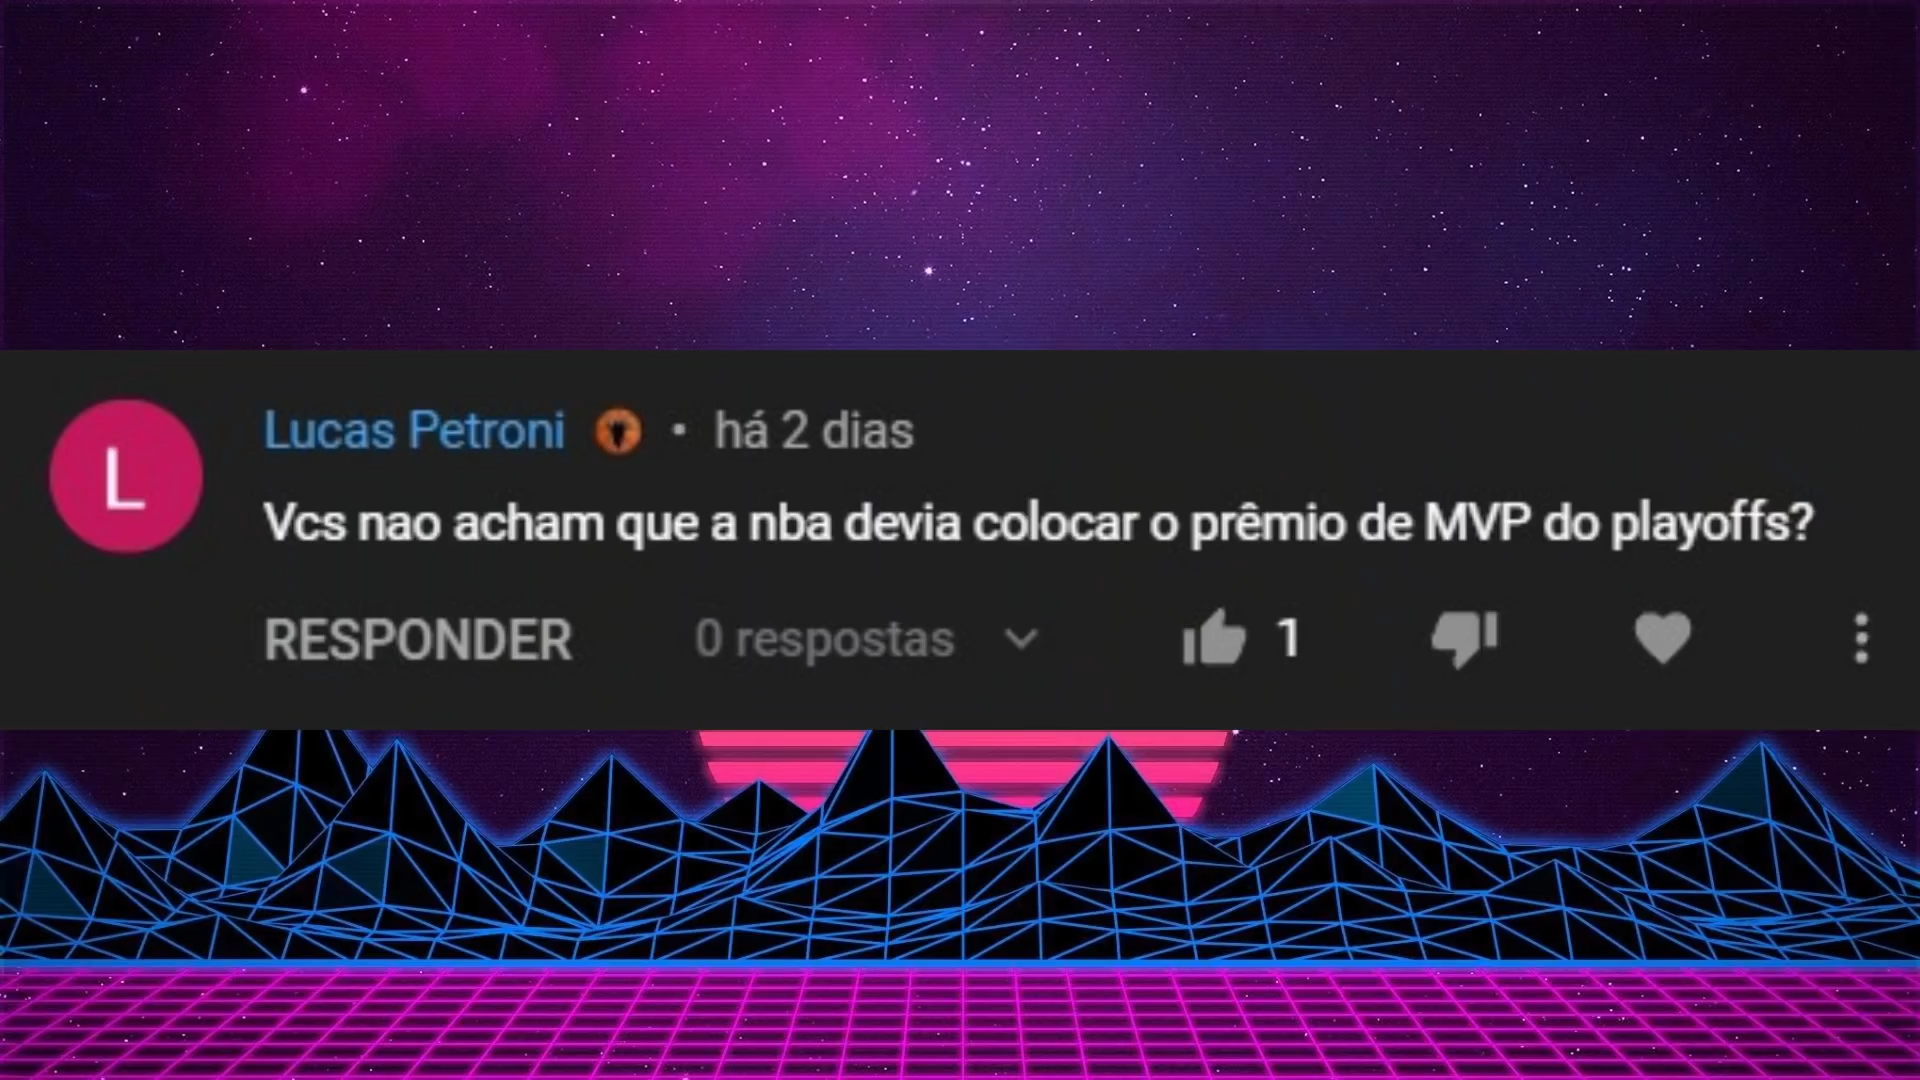 L
Lucas Petroni • há 2 dias
Vcs nao acham que a nba devia colocar o prêmio de MVP do playoffs?
RESPONDER 0 respostas 1